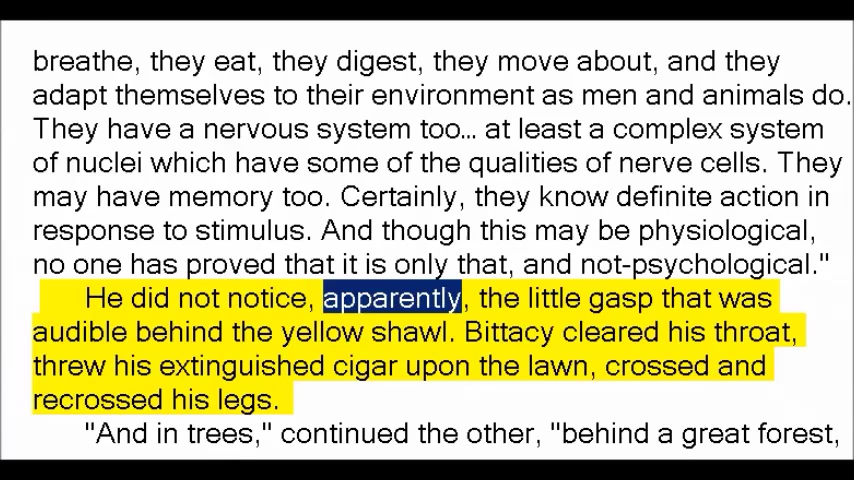 breathe, they eat, they digest, they move about, and they
adapt themselves to their environment as men and animals do.
They have a nervous system too... at least a complex system
of nuclei which have some of the qualities of nerve cells. They
may have memory too. Certainly, they know definite action in
response to stimulus. And though this may be physiological,
no one has proved that it is only that, and not-psychological."
He did not notice, apparently, the little gasp that was
audible behind the yellow shawl. Bittacy cleared his throat,
threw his extinguished cigar upon the lawn, crossed and
recrossed his legs.
"And in trees," continued the other, "behind a great forest,